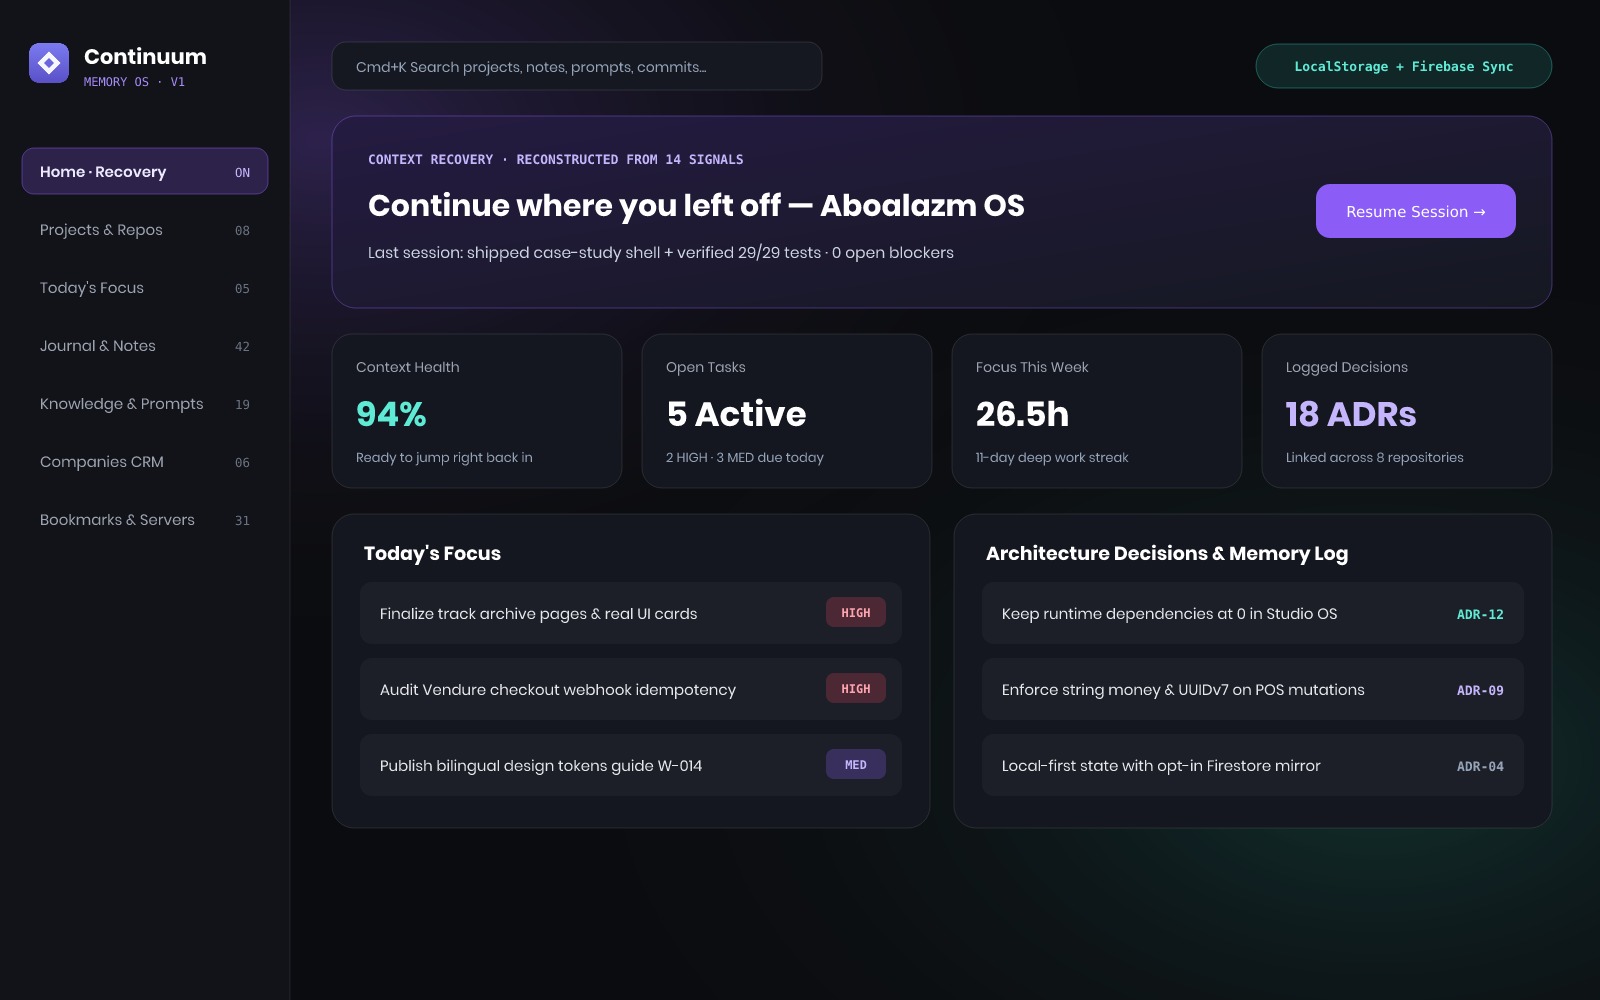 Continuum
MEMORY OS · V1
Home · Recovery ON
Projects & Repos 08
Today's Focus 05
Journal & Notes 42
Knowledge & Prompts 19
Companies CRM 06
Bookmarks & Servers 31
Cmd+K Search projects, notes, prompts, commits...
LocalStorage + Firebase Sync
CONTEXT RECOVERY · RECONSTRUCTED FROM 14 SIGNALS
Continue where you left off — Aboalazm OS
Last session: shipped case-study shell + verified 29/29 tests · 0 open blockers
Resume Session →
Context Health
94%
Ready to jump right back in
Open Tasks
5 Active
2 HIGH · 3 MED due today
Focus This Week
26.5h
11-day deep work streak
Logged Decisions
18 ADRs
Linked across 8 repositories
Today's Focus
Finalize track archive pages & real UI cards HIGH
Audit Vendure checkout webhook idempotency HIGH
Publish bilingual design tokens guide W-014 MED
Architecture Decisions & Memory Log
Keep runtime dependencies at 0 in Studio OS ADR-12
Enforce string money & UUIDv7 on POS mutations ADR-09
Local-first state with opt-in Firestore mirror ADR-04